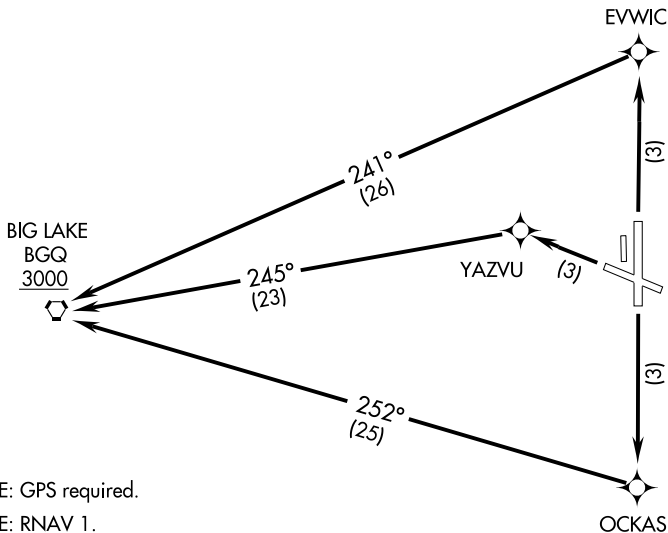 EVWIC
(3)
241°
(26)
BIG LAKE
BGQ
3000
YAZVU
(3)
245°
(23)
(3)
252°
(25)
E: GPS required.
E: RNAV 1.
OCKAS